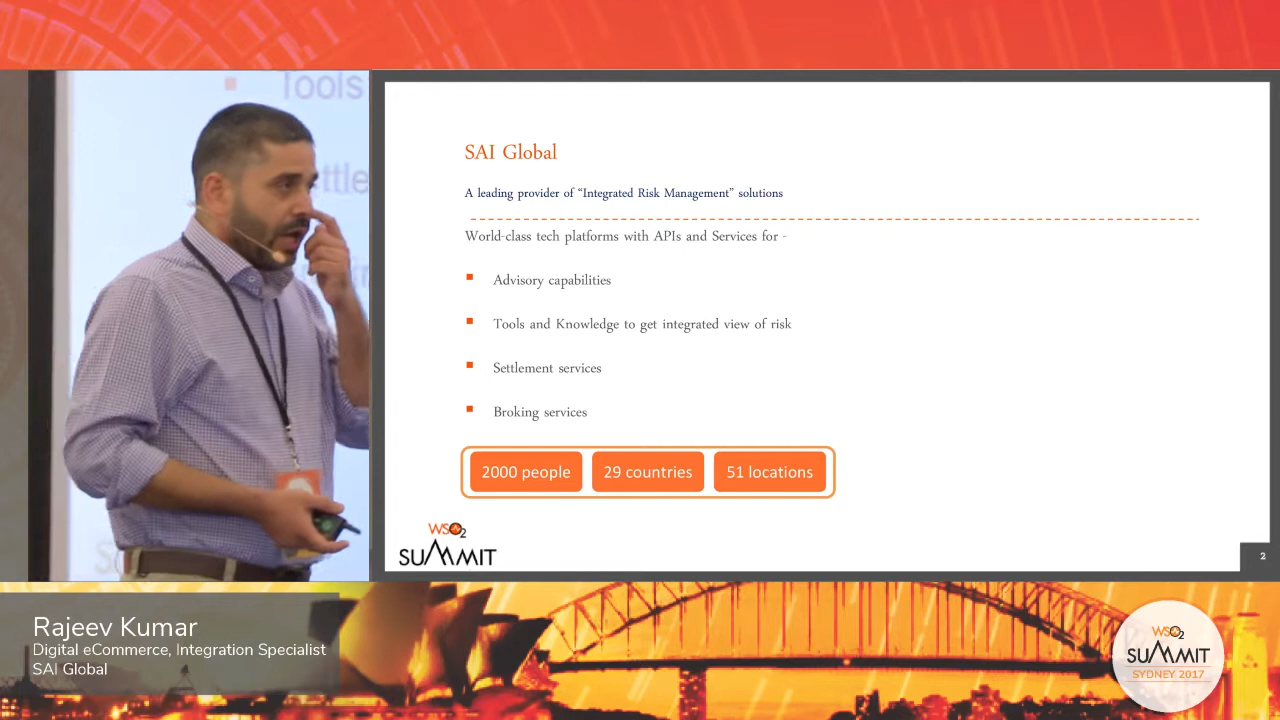 Tools
ttle
SAI Global
A leading provider of “Integrated Risk Management” solutions
World-class tech platforms with APIs and Services for -
Advisory capabilities
Tools and Knowledge to get integrated view of risk
Settlement services
Broking services
2000 people
29 countries
51 locations
WSO2
SUMMIT
2
Rajeev Kumar
Digital eCommerce, Integration Specialist
SAI Global
WSO2
SUMMIT
SYDNEY 2017